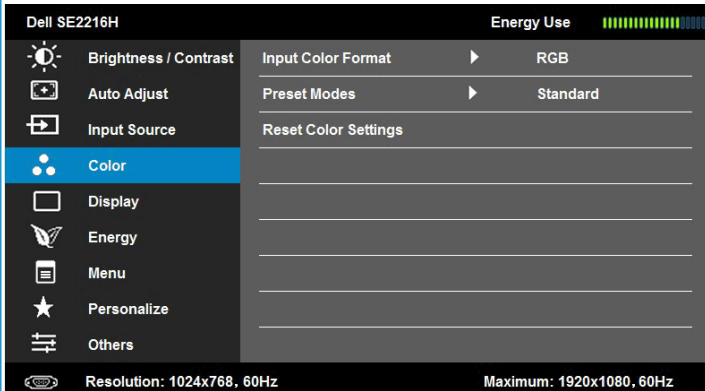 Dell SE2216H Energy Use
Brightness / Contrast Input Color Format RGB
Auto Adjust Preset Modes Standard
Input Source Reset Color Settings
Color
Display
Energy
Menu
Personalize
Others
Resolution: 1024x768, 60Hz Maximum: 1920x1080, 60Hz